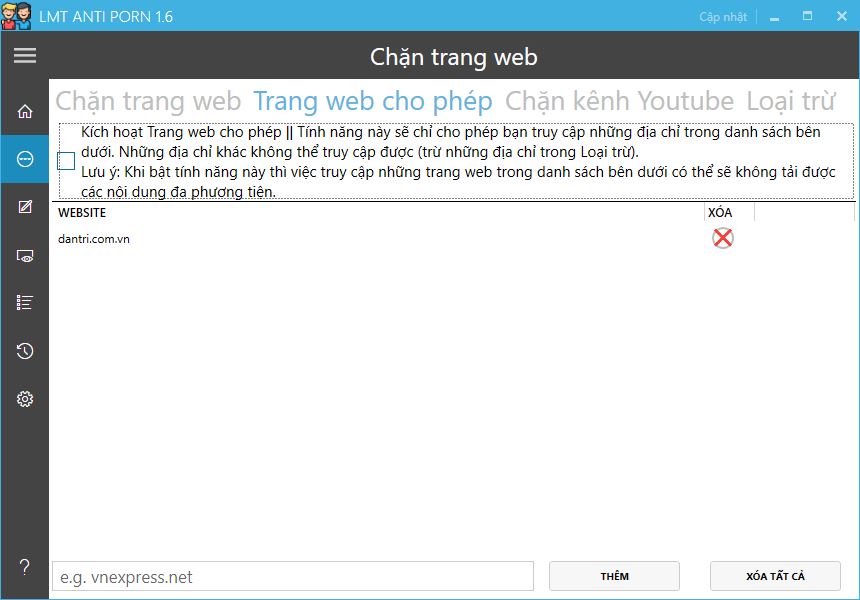 LMT ANTI PORN 1.6
Cập nhật
Chặn trang web
Chặn trang web Trang web cho phép Chặn kênh Youtube Loại trừ
Kích hoạt Trang web cho phép || Tính năng này sẽ chỉ cho phép bạn truy cập những địa chỉ trong danh sách bên
dưới. Những địa chỉ khác không thể truy cập được (trừ những địa chỉ trong Loại trừ).
Lưu ý: Khi bật tính năng này thì việc truy cập những trang web trong danh sách bên dưới có thể sẽ không tải được
các nội dung đa phương tiện.
WEBSITE XÓA
dantri.com.vn
?
e.g. vnexpress.net THÊM XÓA TẤT CẢ